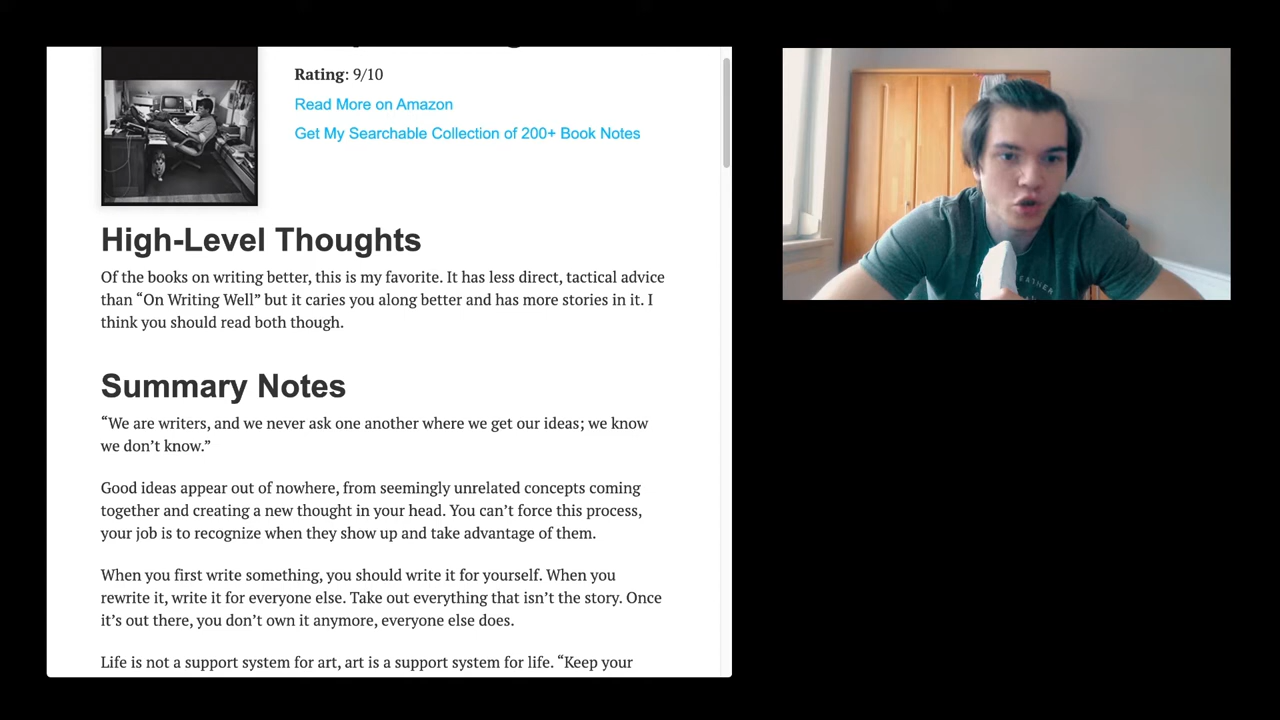 Rating: 9/10
Read More on Amazon
Get My Searchable Collection of 200+ Book Notes
High-Level Thoughts
Of the books on writing better, this is my favorite. It has less direct, tactical advice
than “On Writing Well” but it caries you along better and has more stories in it. I
think you should read both though.
Summary Notes
“We are writers, and we never ask one another where we get our ideas; we know
we don’t know.”
Good ideas appear out of nowhere, from seemingly unrelated concepts coming
together and creating a new thought in your head. You can’t force this process,
your job is to recognize when they show up and take advantage of them.
When you first write something, you should write it for yourself. When you
rewrite it, write it for everyone else. Take out everything that isn’t the story. Once
it’s out there, you don’t own it anymore, everyone else does.
Life is not a support system for art, art is a support system for life. “Keep your